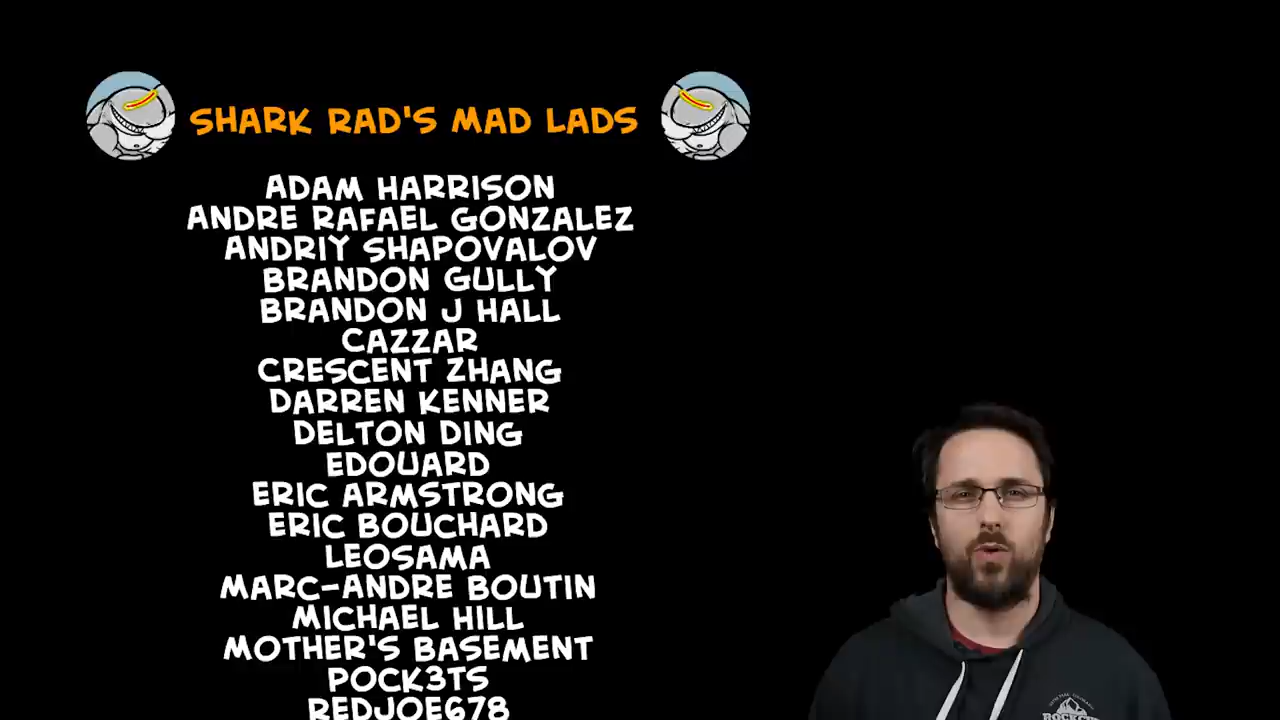 SHARK RAD'S MAD LADS
ADAM HARRISON
ANDRE RAFAEL GONZALEZ
ANDRIY SHAPOVALOV
BRANDON GULLY
BRANDON J HALL
CAZZAR
CRESCENT ZHANG
DARREN KENNER
DELTON DING
EDOUARD
ERIC ARMSTRONG
ERIC BOUCHARD
LEOSAMA
MARC-ANDRE BOUTIN
MICHAEL HILL
MOTHER'S BASEMENT
POCK3TS
REDJOE678